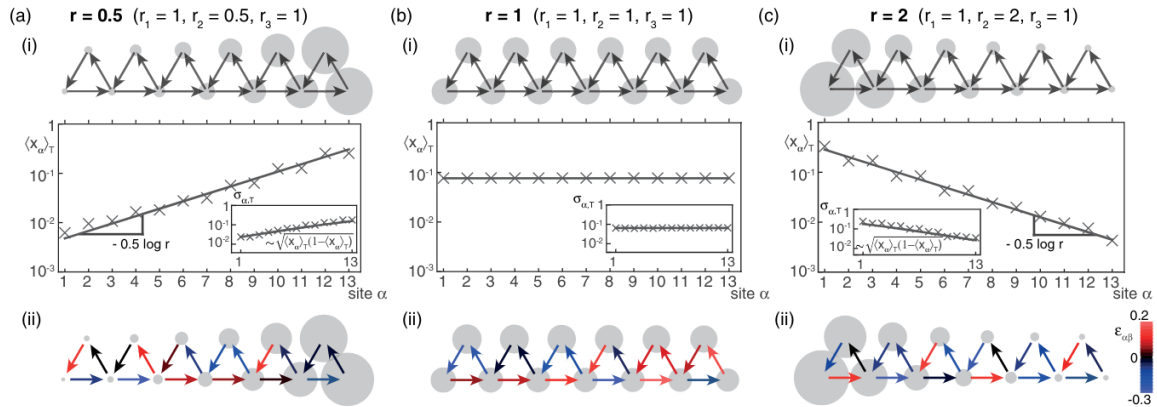 (a) r = 0.5 (r₁ = 1, r₂ = 0.5, r₃ = 1)
(i)
⟨xα⟩T
1
10⁻¹
10⁻²
10⁻³
- 0.5 log r
σα,T
1
10⁻¹
10⁻²
~√⟨xα⟩T(1-⟨xα⟩T)
1 13
1 2 3 4 5 6 7 8 9 10 11 12 13
site α
(ii)
(b) r = 1 (r₁ = 1, r₂ = 1, r₃ = 1)
(i)
⟨xα⟩T
1
10⁻¹
10⁻²
10⁻³
σα,T
1
10⁻¹
10⁻²
1 13
1 2 3 4 5 6 7 8 9 10 11 12 13
site α
(ii)
(c) r = 2 (r₁ = 1, r₂ = 2, r₃ = 1)
(i)
⟨xα⟩T
1
10⁻¹
10⁻²
10⁻³
σα,T
1
10⁻¹
10⁻²
~√⟨xα⟩T(1-⟨xα⟩T)
1 13
- 0.5 log r
1 2 3 4 5 6 7 8 9 10 11 12 13
site α
(ii)
εαβ
0.2
0
-0.3